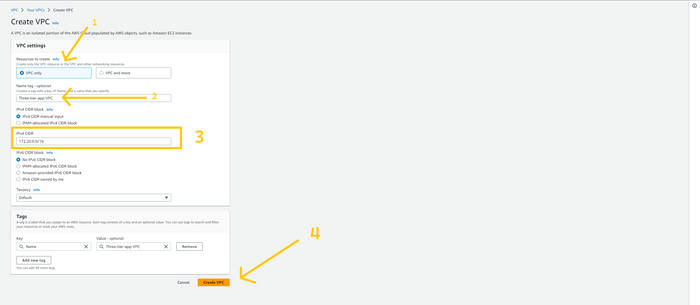 VPC > Your VPCs > Create VPC
Create VPC Info
1
A VPC is an isolated portion of the AWS Cloud populated by AWS objects, such as Amazon EC2 instances.
VPC settings
Resources to create Info
Create only the VPC resource or the VPC and other networking resources.
VPC only
VPC and more
Name tag - optional
Creates a tag with a key of 'Name' and a value that you specify.
Three-tier-app-VPC
2
IPv4 CIDR block Info
IPv4 CIDR manual input
IPAM-allocated IPv4 CIDR block
IPv4 CIDR
172.20.0.0/16
3
IPv6 CIDR block Info
No IPv6 CIDR block
IPAM-allocated IPv6 CIDR block
Amazon-provided IPv6 CIDR block
IPv6 CIDR owned by me
Tenancy Info
Default
Tags
A tag is a label that you assign to an AWS resource. Each tag consists of a key and an optional value. You can use tags to search and filter
your resources or track your AWS costs.
Key
Value - optional
Name
Three-tier-app-VPC
Remove
Add new tag
You can add 49 more tags.
4
Cancel
Create VPC